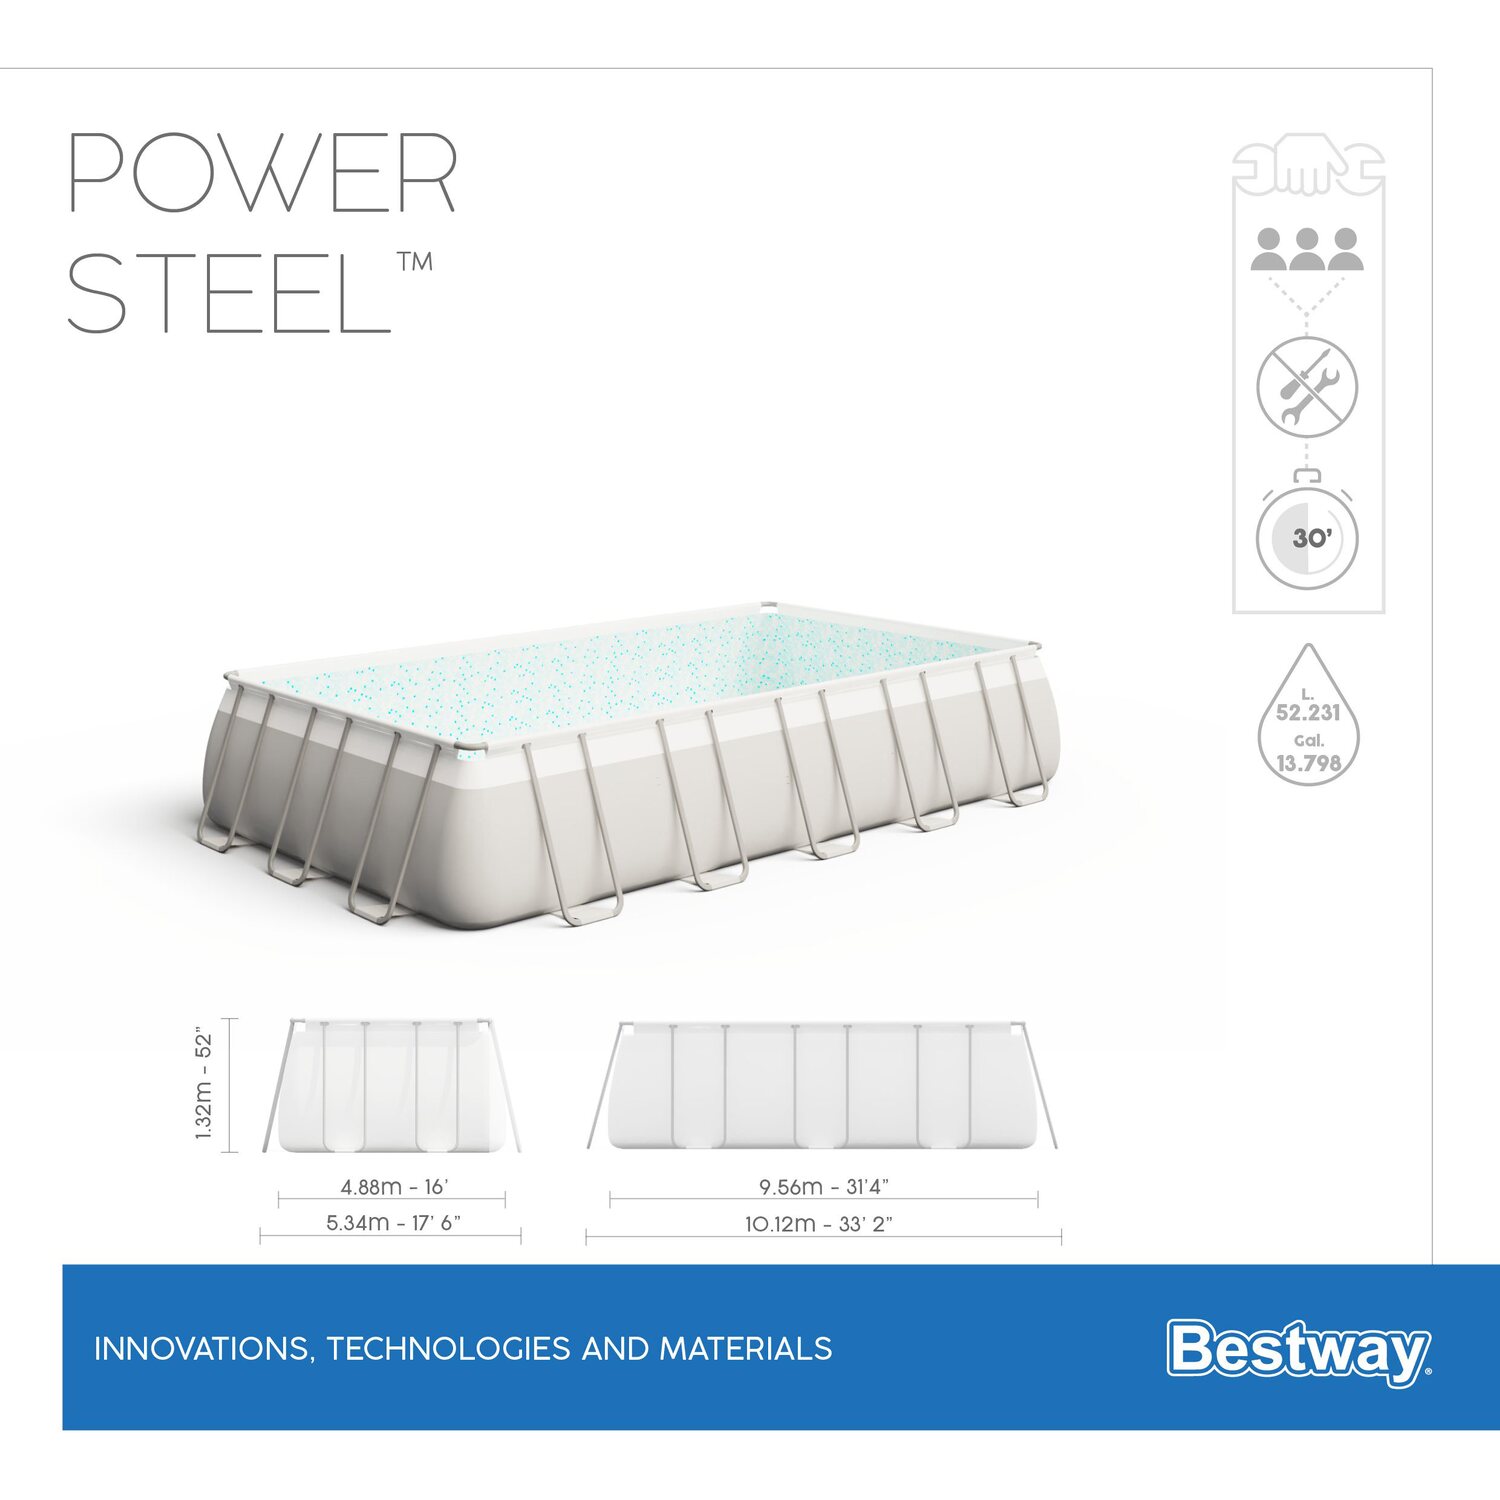 POWER
STEEL™
30'
L.
52.231
Gal.
13.798
1.32m - 52"
4.88m - 16'
5.34m - 17' 6"
9.56m - 31'4"
10.12m - 33' 2"
INNOVATIONS, TECHNOLOGIES AND MATERIALS
Bestway®